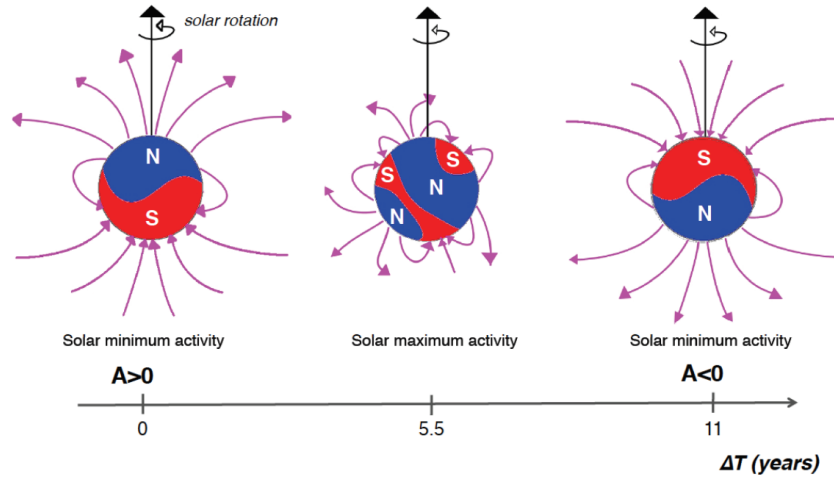 solar rotation
N
S
S
S
N
N
S
N
Solar minimum activity
Solar maximum activity
Solar minimum activity
A>0
A<0
0
5.5
11
ΔT (years)